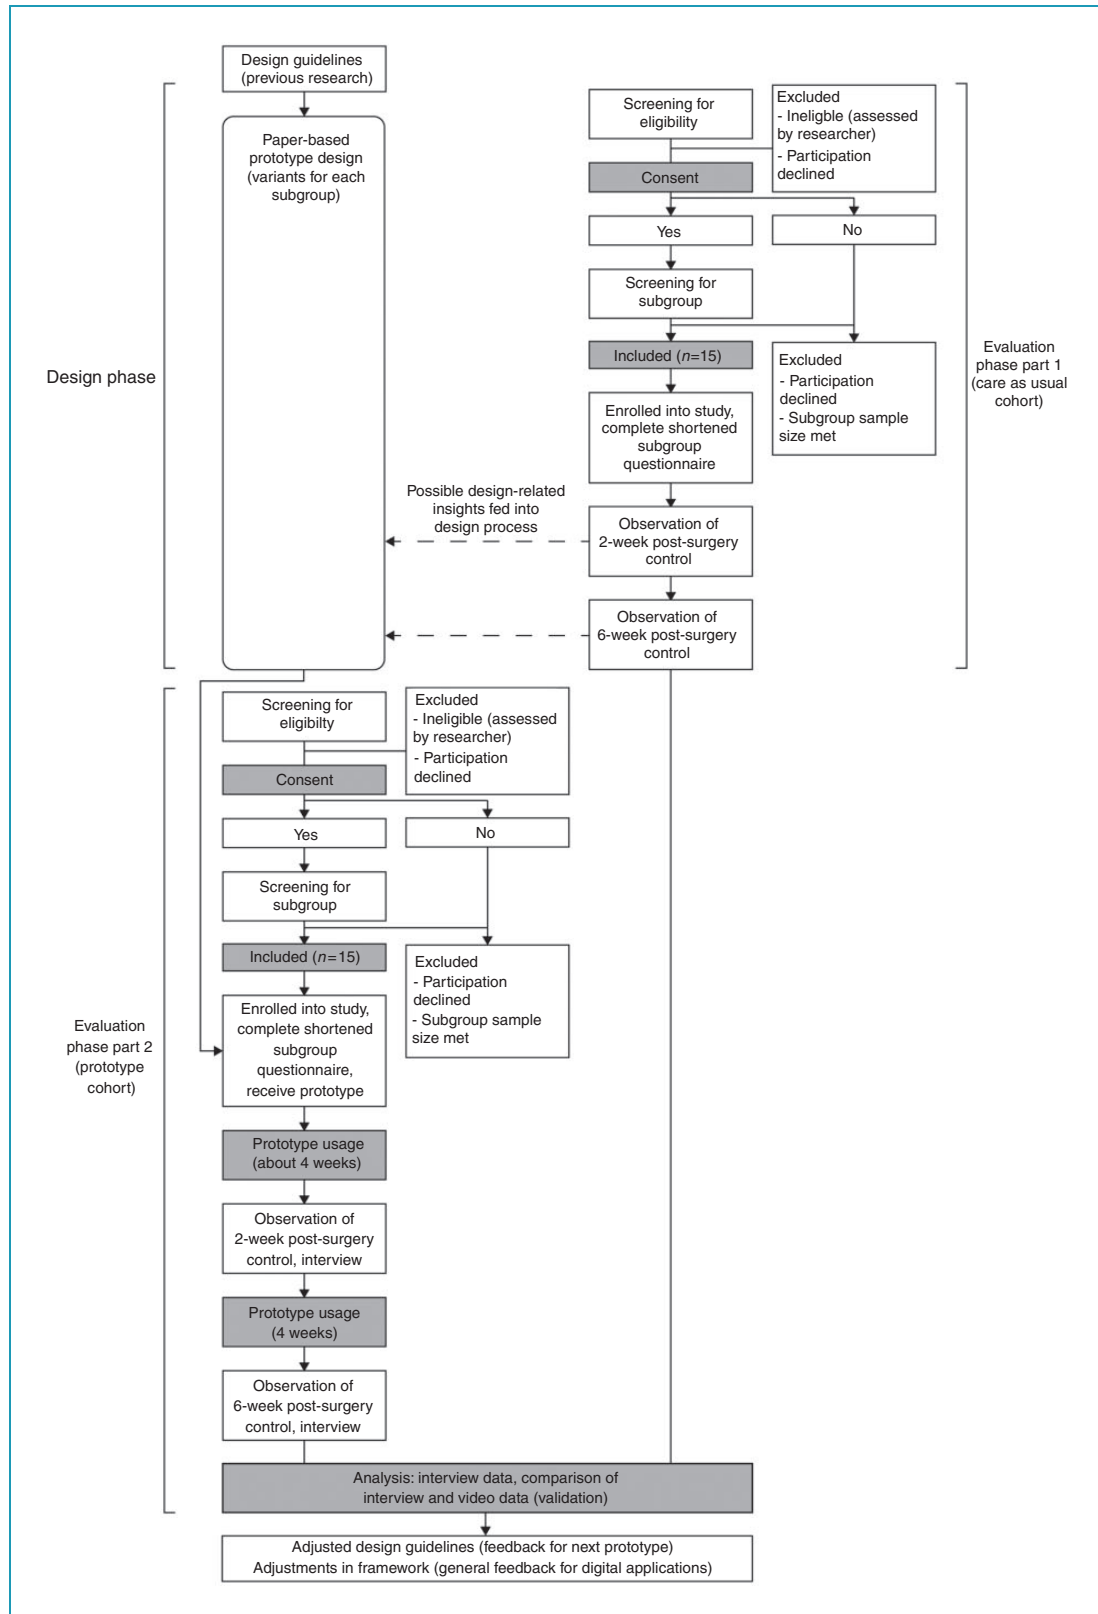 Design guidelines
(previous research)
Design phase
Paper-based
prototype design
(variants for each
subgroup)
Screening for
eligibility
Excluded
- Ineligble (assessed
by researcher)
- Participation
declined
Consent
Yes
No
Screening for
subgroup
Included (n=15)
Excluded
- Participation
declined
- Subgroup sample
size met
Evaluation
phase part 1
(care as usual
cohort)
Enrolled into study,
complete shortened
subgroup
questionnaire
Possible design-related
insights fed into
design process
Observation of
2-week post-surgery
control
Observation of
6-week post-surgery
control
Screening for
eligibilty
Excluded
- Ineligible (assessed
by researcher)
- Participation
declined
Consent
Yes
No
Screening for
subgroup
Included (n=15)
Excluded
- Participation
declined
- Subgroup sample
size met
Evaluation
phase part 2
(prototype
cohort)
Enrolled into study,
complete shortened
subgroup
questionnaire,
receive prototype
Prototype usage
(about 4 weeks)
Observation of
2-week post-surgery
control, interview
Prototype usage
(4 weeks)
Observation of
6-week post-surgery
control, interview
Analysis: interview data, comparison of
interview and video data (validation)
Adjusted design guidelines (feedback for next prototype)
Adjustments in framework (general feedback for digital applications)